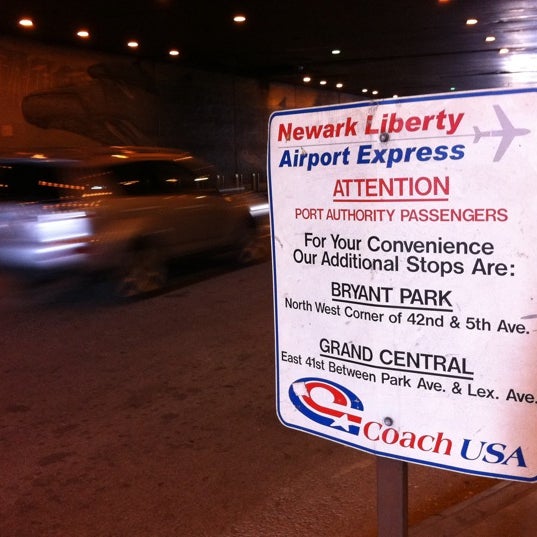 Newark Liberty
Airport Express
ATTENTION
PORT AUTHORITY PASSENGERS
For Your Convenience
Our Additional Stops Are:
BRYANT PARK
North West Corner of 42nd & 5th Ave.
GRAND CENTRAL
East 41st Between Park Ave. & Lex. Ave.
Coach USA